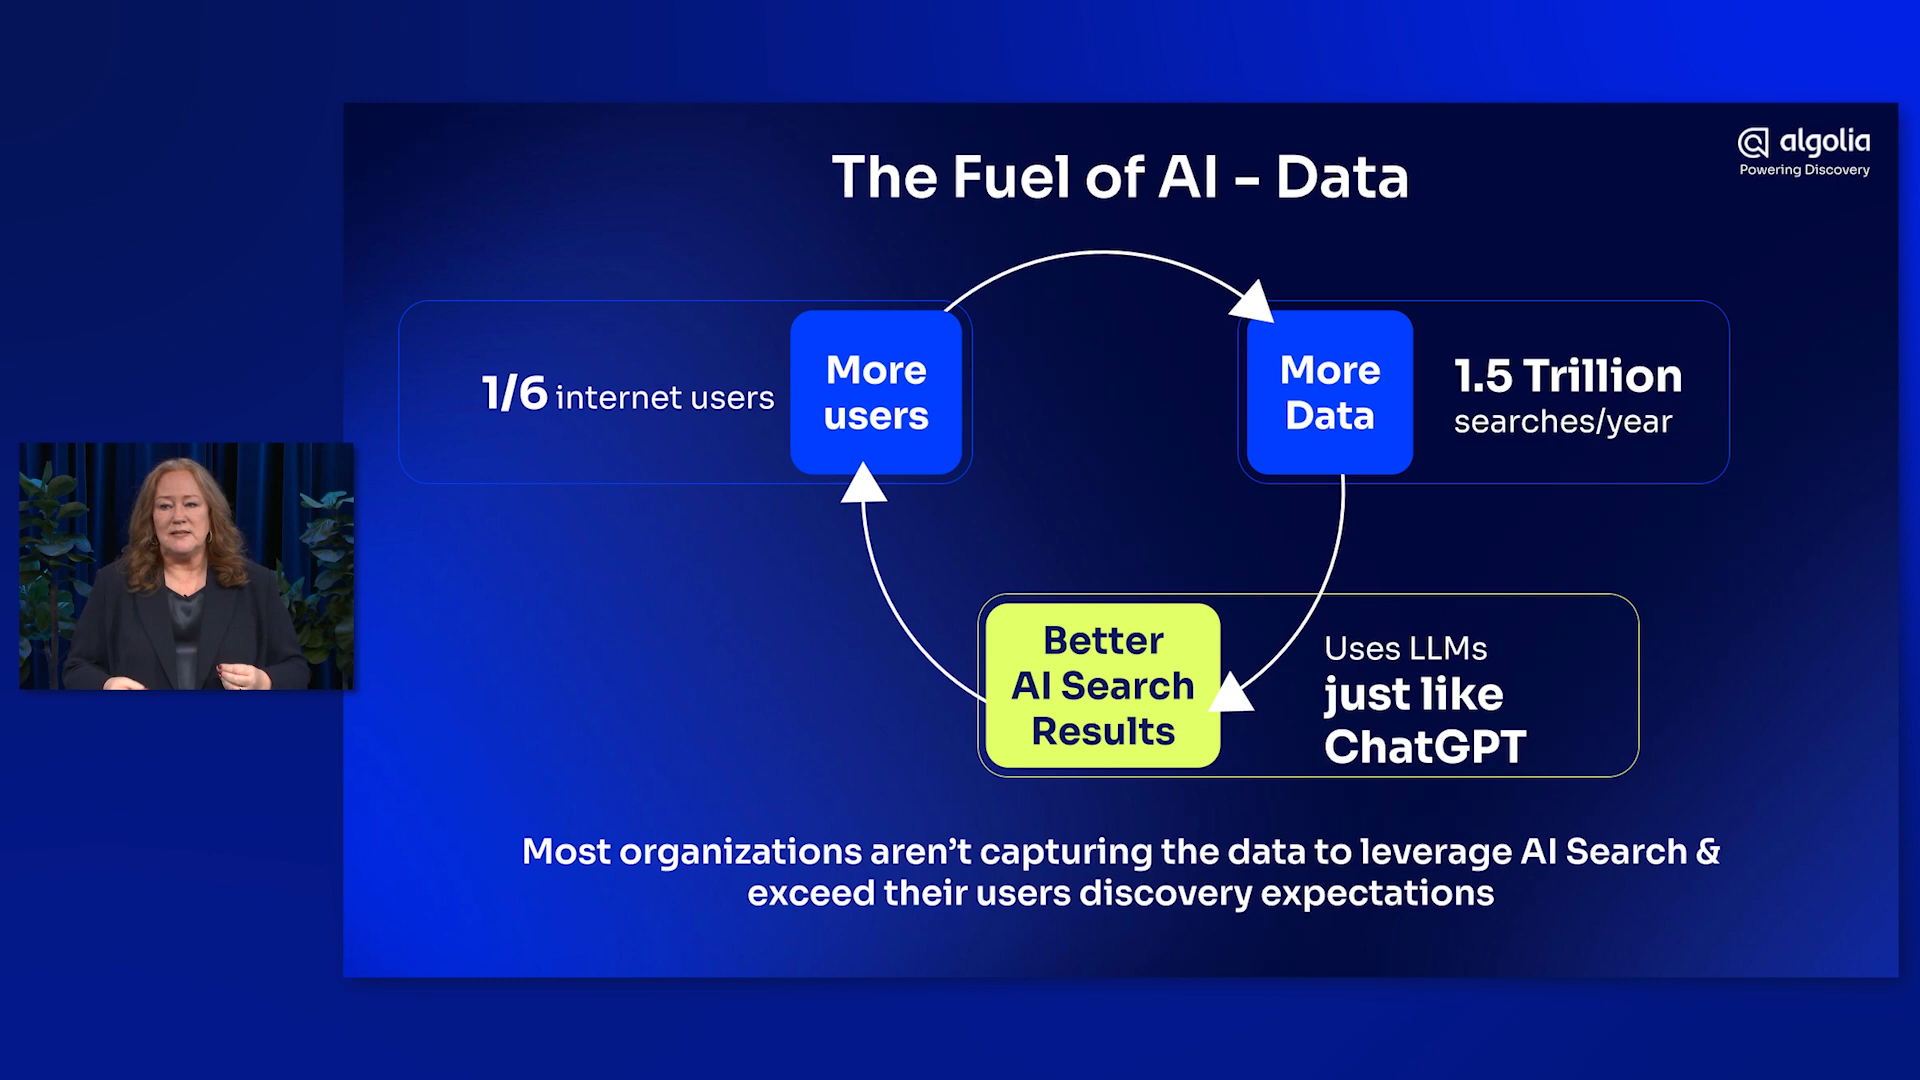 algolia
Powering Discovery
The Fuel of AI - Data
1/6 internet users
More
users
More
Data
1.5 Trillion
searches/year
Better
AI Search
Results
Uses LLMs
just like
ChatGPT
Most organizations aren't capturing the data to leverage AI Search &
exceed their users discovery expectations